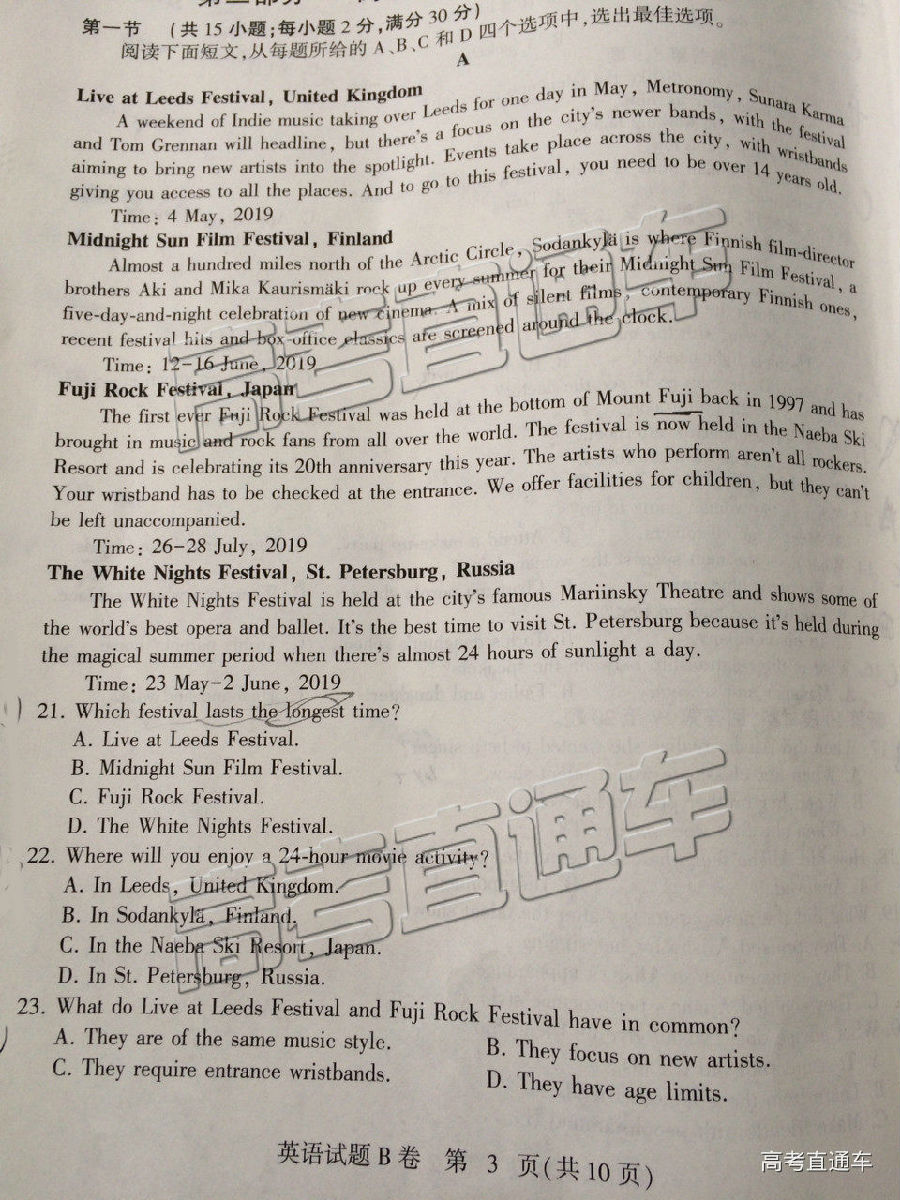 第一节 (共 15 小题;每小题 2 分,满分 30 分)
阅读下面短文,从每题所给的 A、B、C 和 D 四个选项中,选出最佳选项。
A
Live at Leeds Festival, United Kingdom
A weekend of Indie music taking over Leeds for one day in May, Metronomy, Sunara Karma
and Tom Grennan will headline, but there's a focus on the city's newer bands, with the festival
aiming to bring new artists into the spotlight. Events take place across the city, with wristbands
giving you access to all the places. And to go to this festival, you need to be over 14 years old.
Time: 4 May, 2019
Midnight Sun Film Festival, Finland
Almost a hundred miles north of the Arctic Circle, Sodankylä is where Finnish film-director
brothers Aki and Mika Kaurismäki rock up every summer for their Midnight Sun Film Festival, a
five-day-and-night celebration of new cinema. A mix of silent films, contemporary Finnish ones,
recent festival hits and box-office classics are screened around the clock.
Time: 12-16 June, 2019
Fuji Rock Festival, Japan
The first ever Fuji Rock Festival was held at the bottom of Mount Fuji back in 1997 and has
brought in music and rock fans from all over the world. The festival is now held in the Naeba Ski
Resort and is celebrating its 20th anniversary this year. The artists who perform aren't all rockers.
Your wristband has to be checked at the entrance. We offer facilities for children, but they can't
be left unaccompanied.
Time: 26-28 July, 2019
The White Nights Festival, St. Petersburg, Russia
The White Nights Festival is held at the city's famous Mariinsky Theatre and shows some of
the world's best opera and ballet. It's the best time to visit St. Petersburg because it's held during
the magical summer period when there's almost 24 hours of sunlight a day.
Time: 23 May-2 June, 2019
21. Which festival lasts the longest time?
A. Live at Leeds Festival.
B. Midnight Sun Film Festival.
C. Fuji Rock Festival.
D. The White Nights Festival.
22. Where will you enjoy a 24-hour movie activity?
A. In Leeds, United Kingdom.
B. In Sodankylä, Finland.
C. In the Naeba Ski Resort, Japan.
D. In St. Petersburg, Russia.
23. What do Live at Leeds Festival and Fuji Rock Festival have in common?
A. They are of the same music style.
B. They focus on new artists.
C. They require entrance wristbands.
D. They have age limits.
英语试题 B 卷 第 3 页(共 10 页)
高考直通车
高考直通车
高考直通车